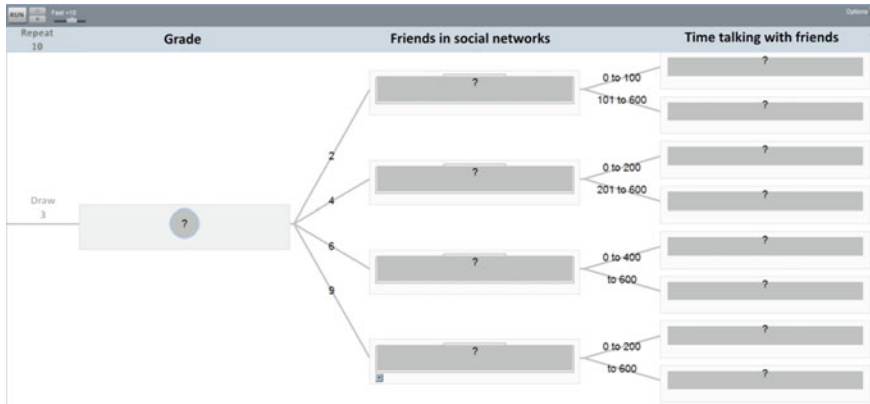 RUN
Fast ×10
Options
Repeat
10
Grade
Friends in social networks
Time talking with friends
?
0 to 100
?
101 to 600
?
2
?
0 to 200
?
Draw
3
4
201 to 600
?
?
6
?
0 to 400
?
9
to 600
?
?
0 to 200
?
to 600
?